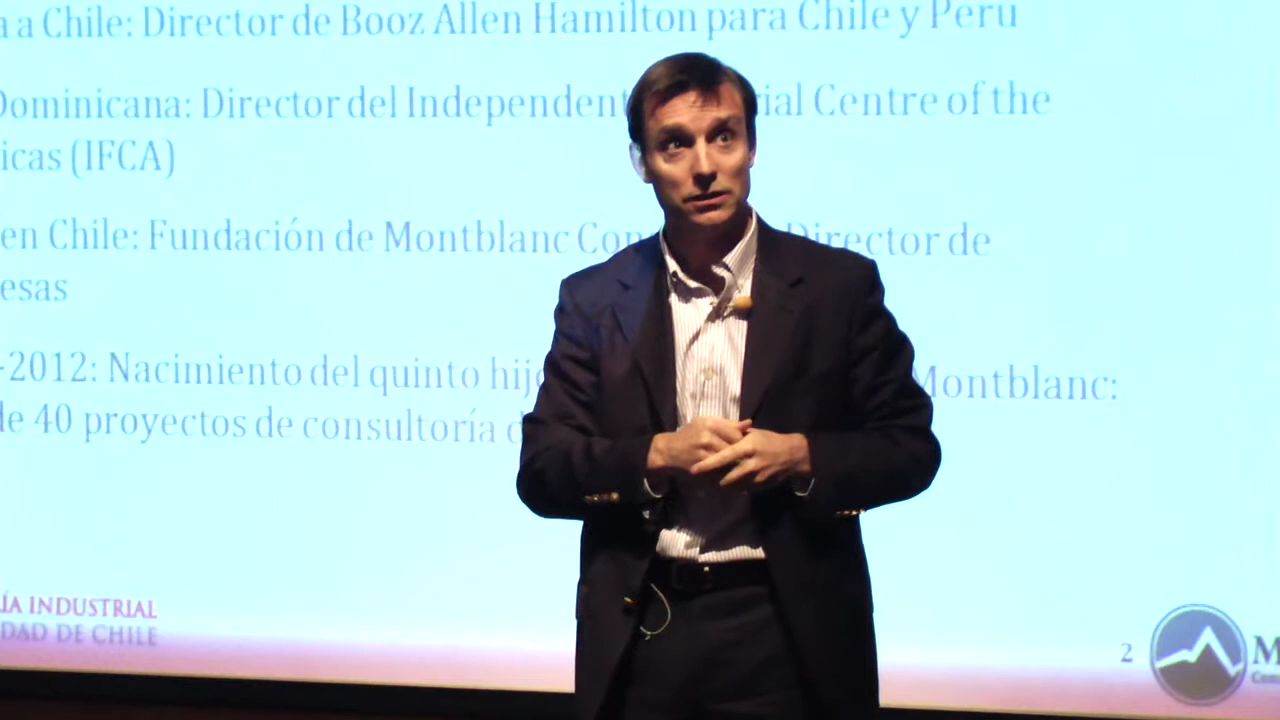 a a Chile: Director de Booz Allen Hamilton para Chile y Peru
Dominicana: Director del Independent rial Centre of the
icas (IFCA)
en Chile: Fundación de Montblanc Con Director de
esas
-2012: Nacimiento del quinto hijo Montblanc:
de 40 proyectos de consultoría
ÍA INDUSTRIAL
DAD DE CHILE
2
M